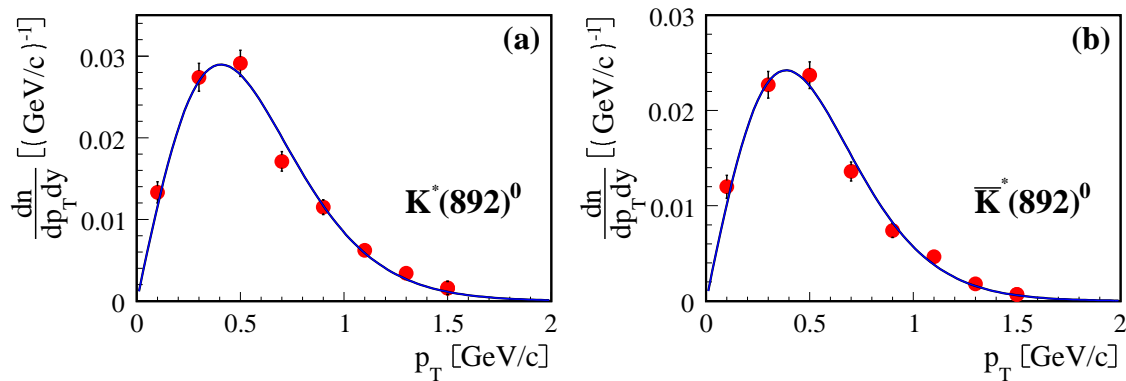 (a)
dn
dp_T dy
[(GeV/c)^-1]
0.03
0.02
0.01
0
K^*(892)^0
0 0.5 1 1.5 2
p_T [GeV/c]
(b)
dn
dp_T dy
[(GeV/c)^-1]
0.03
0.02
0.01
0
K̅^*(892)^0
0 0.5 1 1.5 2
p_T [GeV/c]